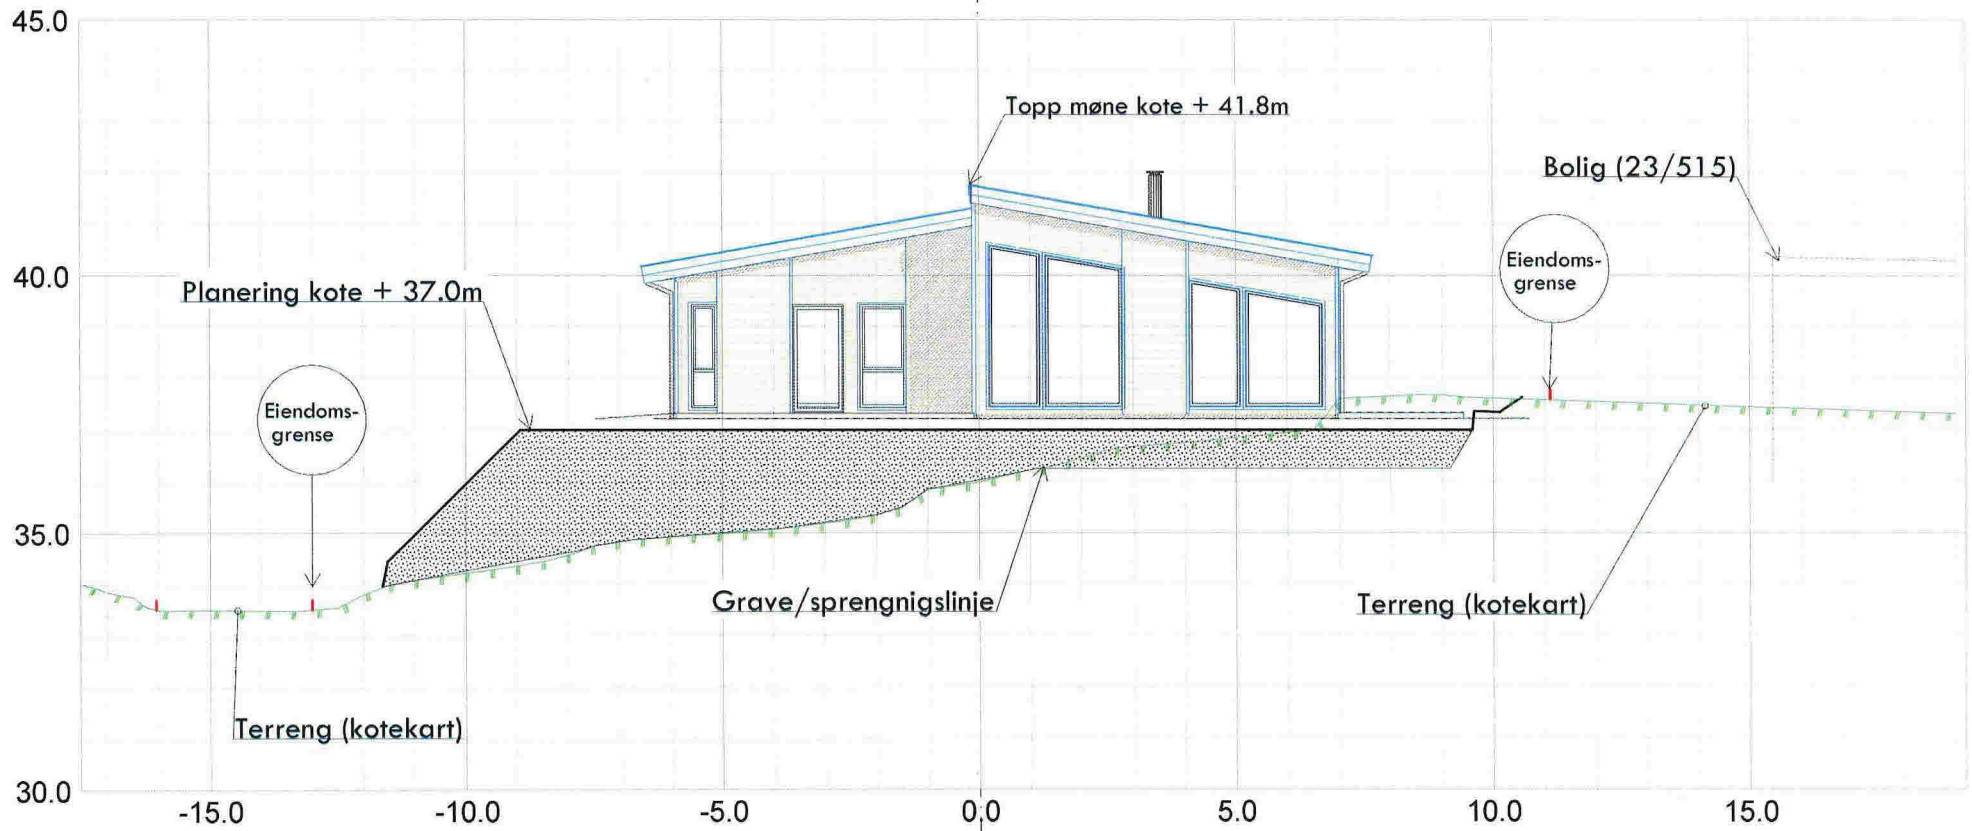 45.0
Topp møne kote + 41.8m
Bolig (23/515)
Eiendoms-
grense
40.0
Planering kote + 37.0m
Eiendoms-
grense
35.0
Grave/sprengnigslinje
Terreng (kotekart)
Terreng (kotekart)
30.0
-15.0
-10.0
-5.0
0.0
5.0
10.0
15.0